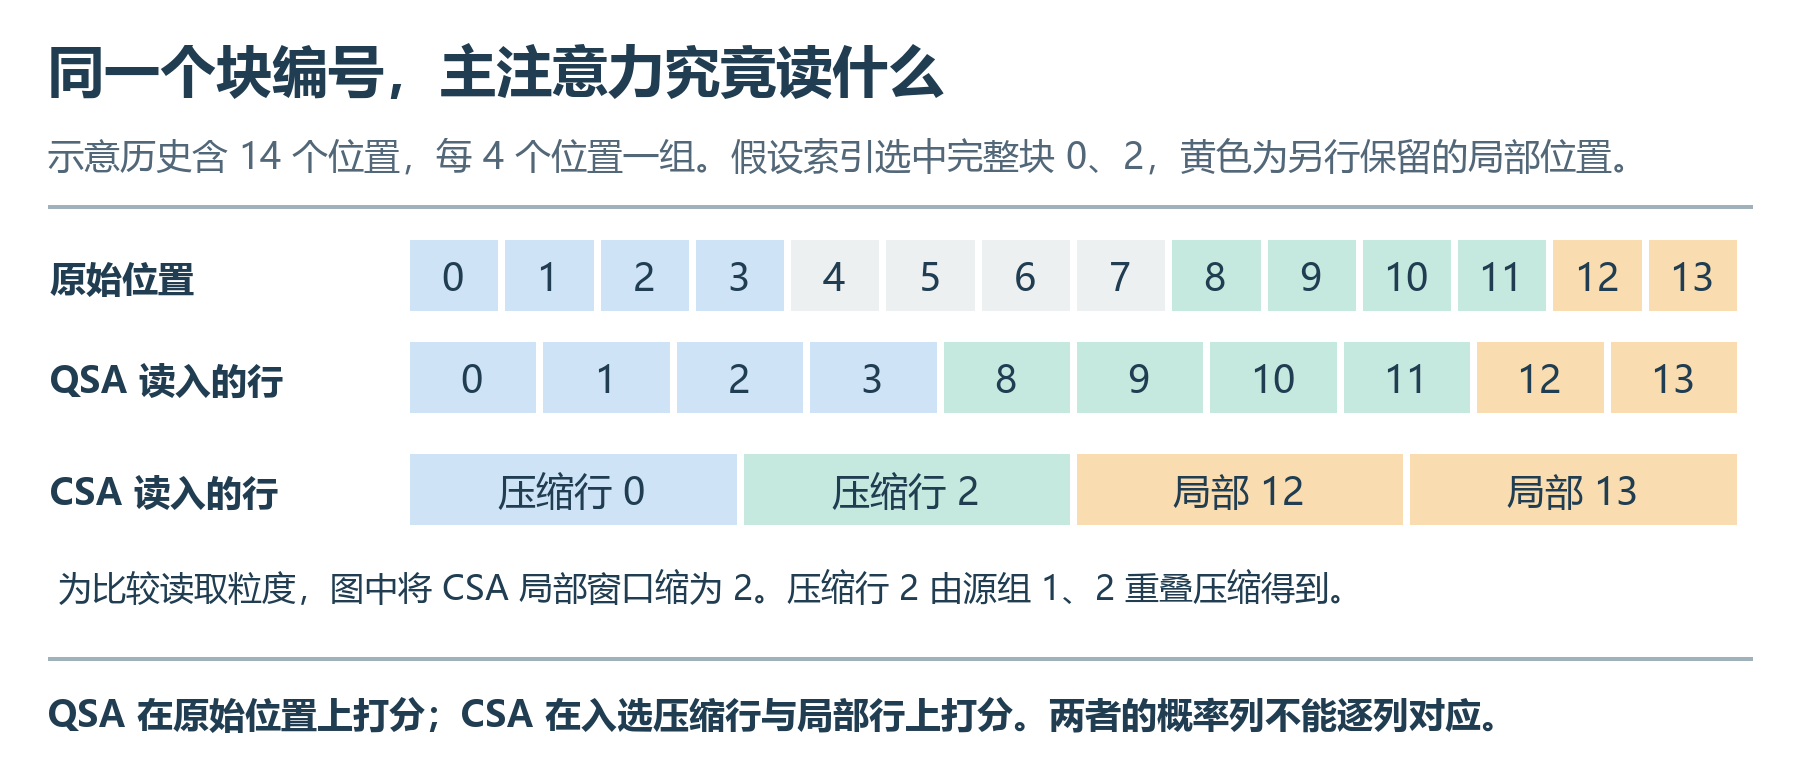 同一个块编号，主注意力究竟读什么
示意历史含 14 个位置，每 4 个位置一组。假设索引选中完整块 0、2，黄色为另行保留的局部位置。
原始位置 0 1 2 3 4 5 6 7 8 9 10 11 12 13
QSA 读入的行 0 1 2 3 8 9 10 11 12 13
CSA 读入的行 压缩行 0 压缩行 2 局部 12 局部 13
为比较读取粒度，图中将 CSA 局部窗口缩为 2。压缩行 2 由源组 1、2 重叠压缩得到。
QSA 在原始位置上打分；CSA 在入选压缩行与局部行上打分。两者的概率列不能逐列对应。